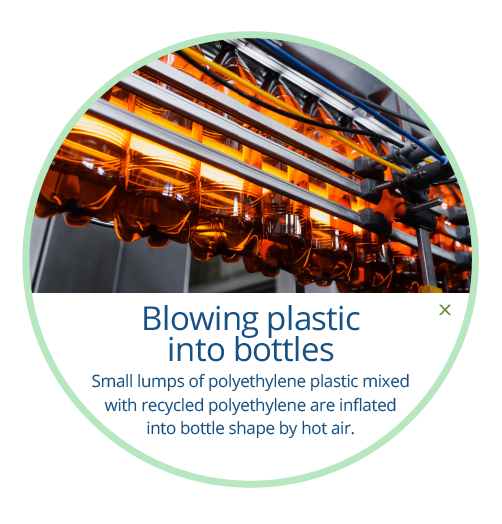 Blowing plastic
into bottles
Small lumps of polyethylene plastic mixed
with recycled polyethylene are inflated
into bottle shape by hot air.